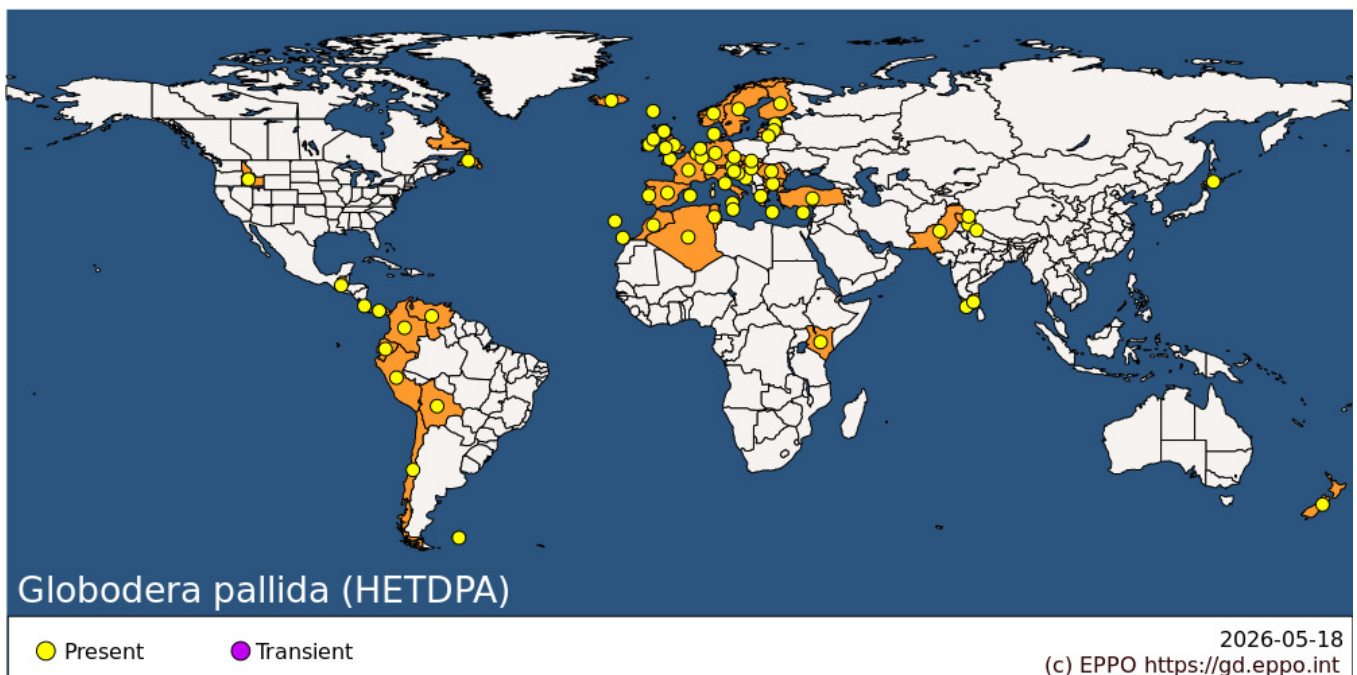 Globodera pallida (HETDPA)
Present
Transient
2026-05-18
(c) EPPO https://gd.eppo.int